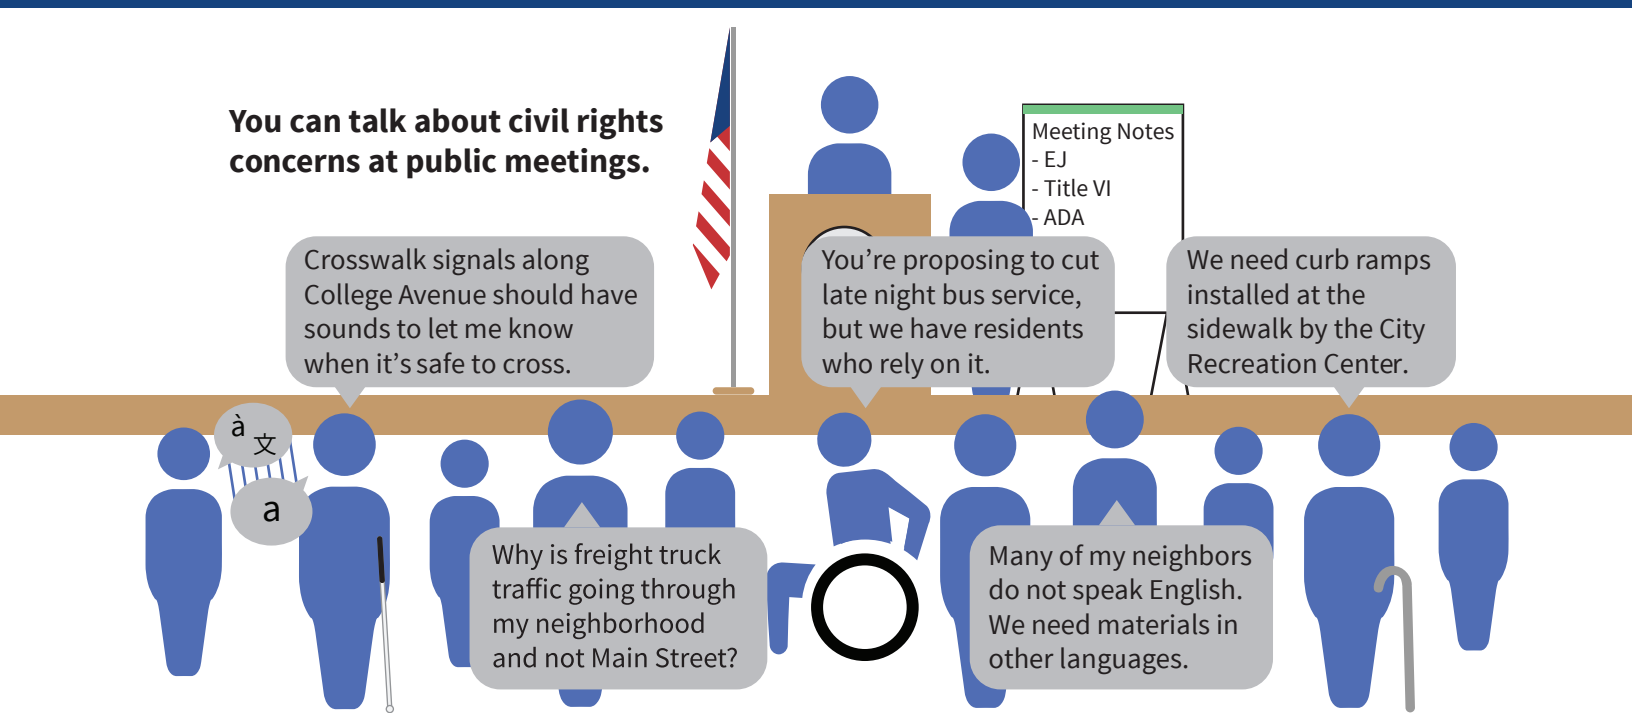 You can talk about civil rights
concerns at public meetings.
Meeting Notes
- EJ
- Title VI
- ADA
Crosswalk signals along
College Avenue should have
sounds to let me know
when it’s safe to cross.
You’re proposing to cut
late night bus service,
but we have residents
who rely on it.
We need curb ramps
installed at the
sidewalk by the City
Recreation Center.
à
文
a
Why is freight truck
traffic going through
my neighborhood
and not Main Street?
Many of my neighbors
do not speak English.
We need materials in
other languages.